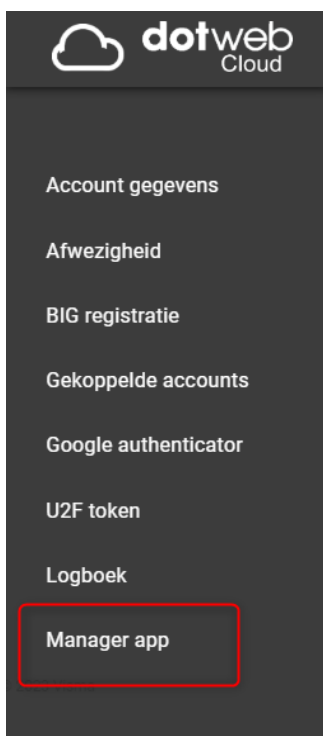 dotweb
Cloud
Account gegevens
Afwezigheid
BIG registratie
Gekoppelde accounts
Google authenticator
U2F token
Logboek
Manager app